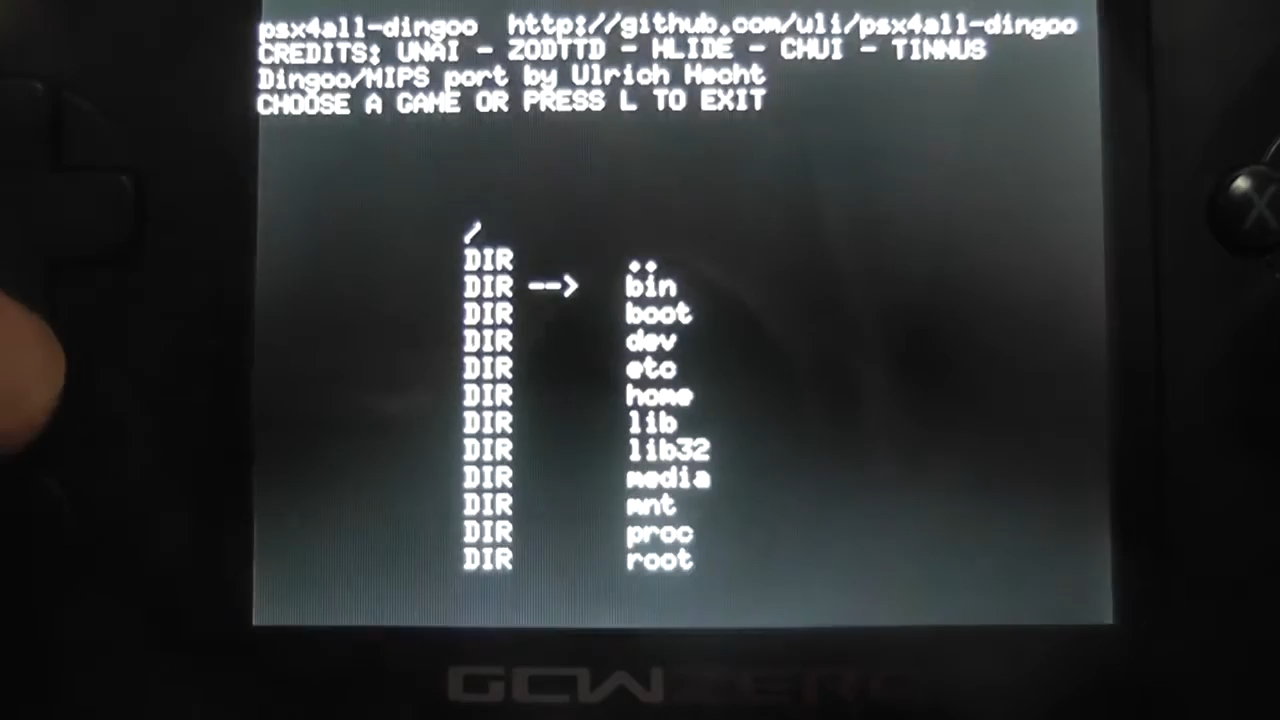 psx4all-dingoo http://github.com/uli/psx4all-dingoo
CREDITS: UNAI - ZODTTD - HLIDE - CHUI - TINNUS
Dingoo/MIPS port by Ulrich Hecht
CHOOSE A GAME OR PRESS L TO EXIT
/
DIR ..
DIR --> bin
DIR boot
DIR dev
DIR etc
DIR home
DIR lib
DIR lib32
DIR media
DIR mnt
DIR proc
DIR root
X
GCW ZERO